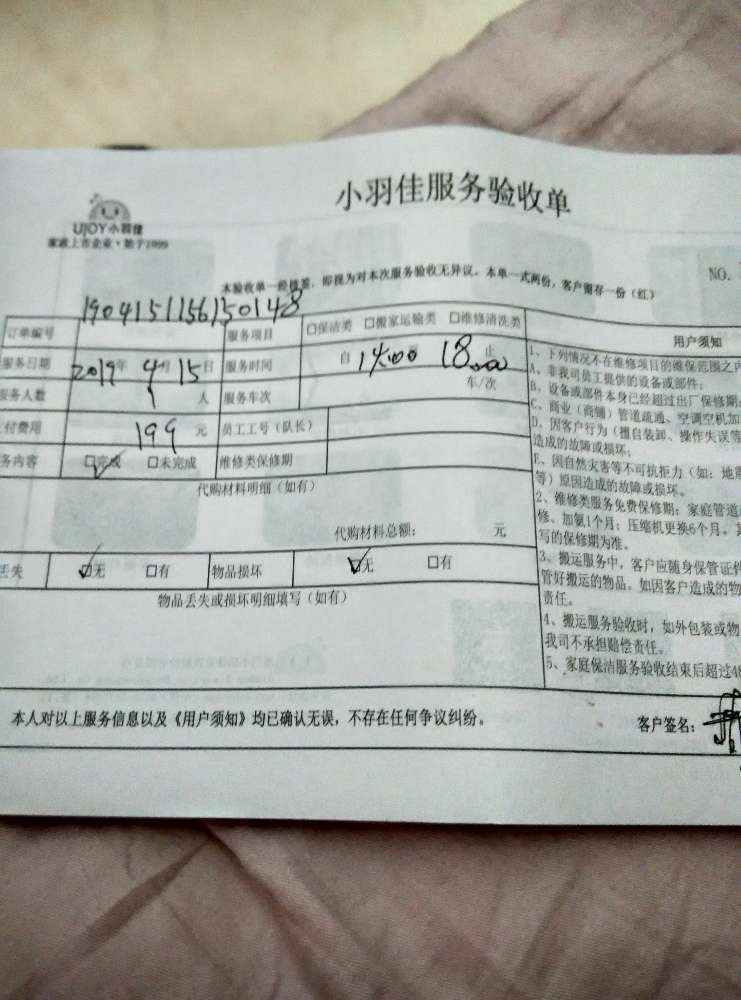 小羽佳服务验收单
UJOY小羽佳
家政上市企业·始于1999
NO.
本验收单一经签署，即视为对本次服务验收无异议。本单一式两份，客户留存一份（红）
订单编号 1904151156150148 服务项目 □保洁类 □搬家运输类 □维修清洗类
服务日期 2019年 4月 15日 服务时间 自 14:00 至 18:00 止
服务人数 1 人 服务车次 车/次
付费用 199 元 员工工号（队长）
务内容 ☑完成 □未完成 维修类保修期
代购材料明细（如有）
代购材料总额： 元
丢失 ☑无 □有 物品损坏 ☑无 □有
物品丢失或损坏明细填写（如有）
用户须知
1、下列情况不在维修项目的维保范围之内
A、非我司员工提供的设备或部件；
B、设备或部件本身已经超过出厂保修期；
C、商业（商铺）管道疏通、空调空机加
D、因客户行为（擅自装卸、操作失误等
造成的故障或损坏；
E、因自然灾害等不可抗拒力（如：地震
等）原因造成的故障或损坏。
2、维修类服务免费保修期：家庭管道
修、加氨1个月；压缩机更换6个月。其
写的保修期为准。
3、搬运服务中，客户应随身保管证件
管好搬运的物品。如因客户造成的物
责任。
4、搬运服务验收时，如外包装或物
我司不承担赔偿责任。
5、家庭保洁服务验收结束后超过48
本人对以上服务信息以及《用户须知》均已确认无误，不存在任何争议纠纷。
客户签名：